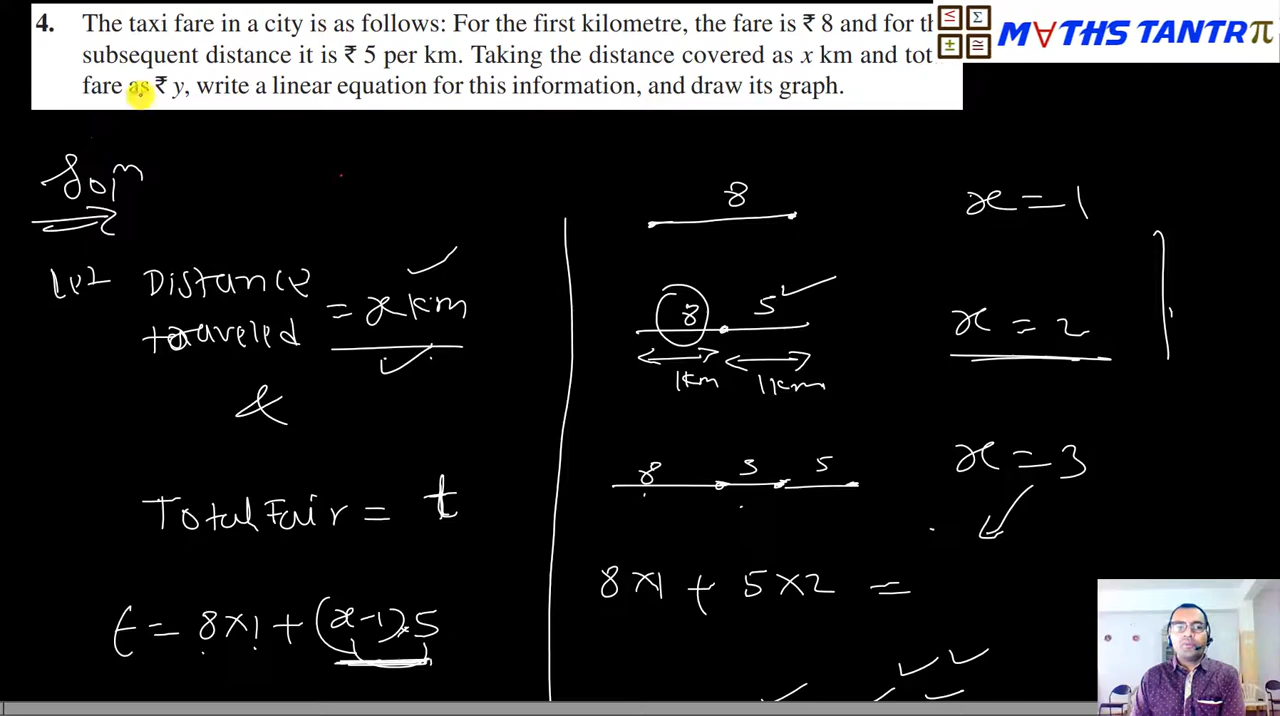 4. The taxi fare in a city is as follows: For the first kilometre, the fare is ₹ 8 and for th
subsequent distance it is ₹ 5 per km. Taking the distance covered as x km and tot
fare as ₹ y, write a linear equation for this information, and draw its graph.
≤ Σ ± ≅ M∀THS TANTRπ
Soln
Let Distance traveled = x km
&
Total Fair = t
t = 8×1 + (x-1)×5
8
x = 1
8 5
1km 1km
x = 2
8 5 5
x = 3
8×1 + 5×2 =